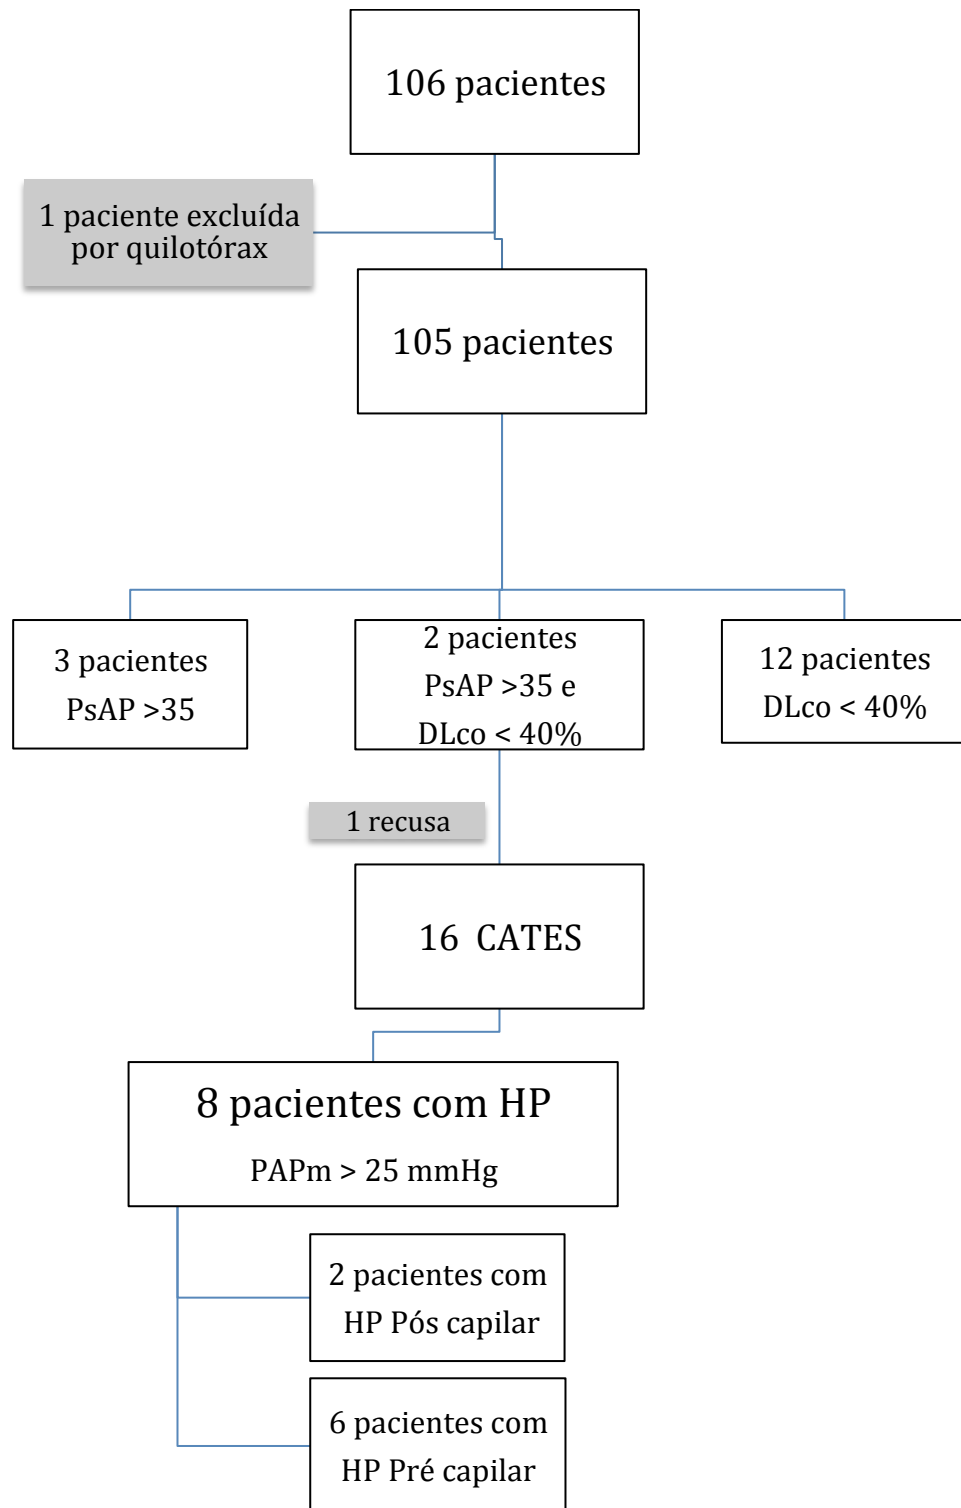 106 pacientes
1 paciente excluída
por quilotórax
105 pacientes
3 pacientes
PsAP >35
2 pacientes
PsAP >35 e
DLco < 40%
12 pacientes
DLco < 40%
1 recusa
16 CATES
8 pacientes com HP
PAPm > 25 mmHg
2 pacientes com
HP Pós capilar
6 pacientes com
HP Pré capilar